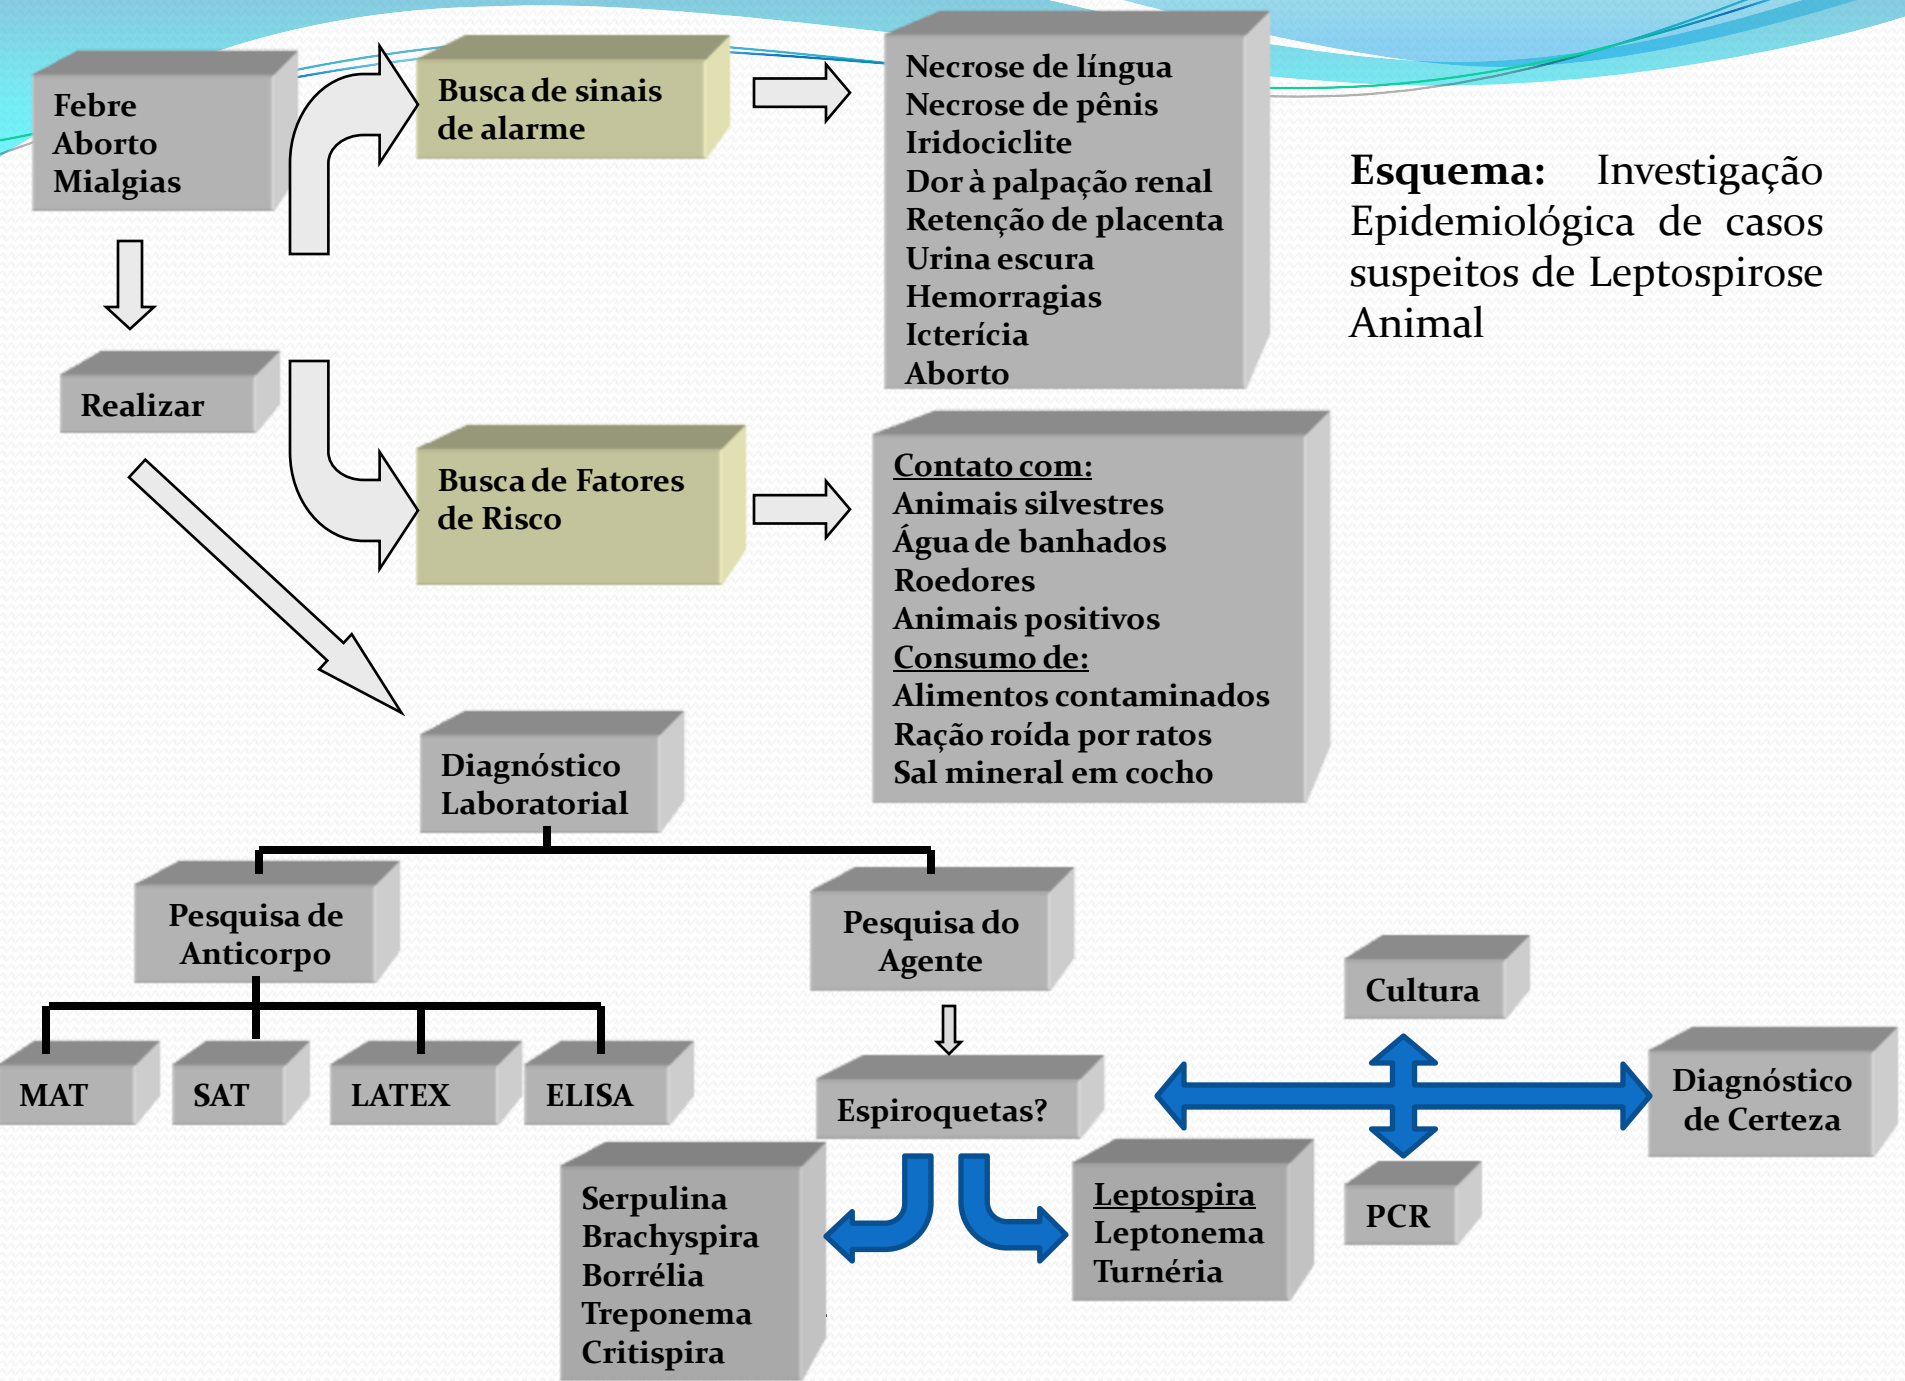 Febre
Aborto
Mialgias
Busca de sinais
de alarme
Necrose de língua
Necrose de pênis
Iridociclite
Dor à palpação renal
Retenção de placenta
Urina escura
Hemorragias
Icterícia
Aborto
Esquema: Investigação
Epidemiológica de casos
suspeitos de Leptospirose
Animal
Realizar
Busca de Fatores
de Risco
Contato com:
Animais silvestres
Água de banhados
Roedores
Animais positivos
Consumo de:
Alimentos contaminados
Ração roída por ratos
Sal mineral em cocho
Diagnóstico
Laboratorial
Pesquisa de
Anticorpo
Pesquisa do
Agente
MAT
SAT
LATEX
ELISA
Espiroquetas?
Cultura
Diagnóstico
de Certeza
PCR
Serpulina
Brachyspira
Borrélia
Treponema
Critispira
Leptospira
Leptonema
Turnéria